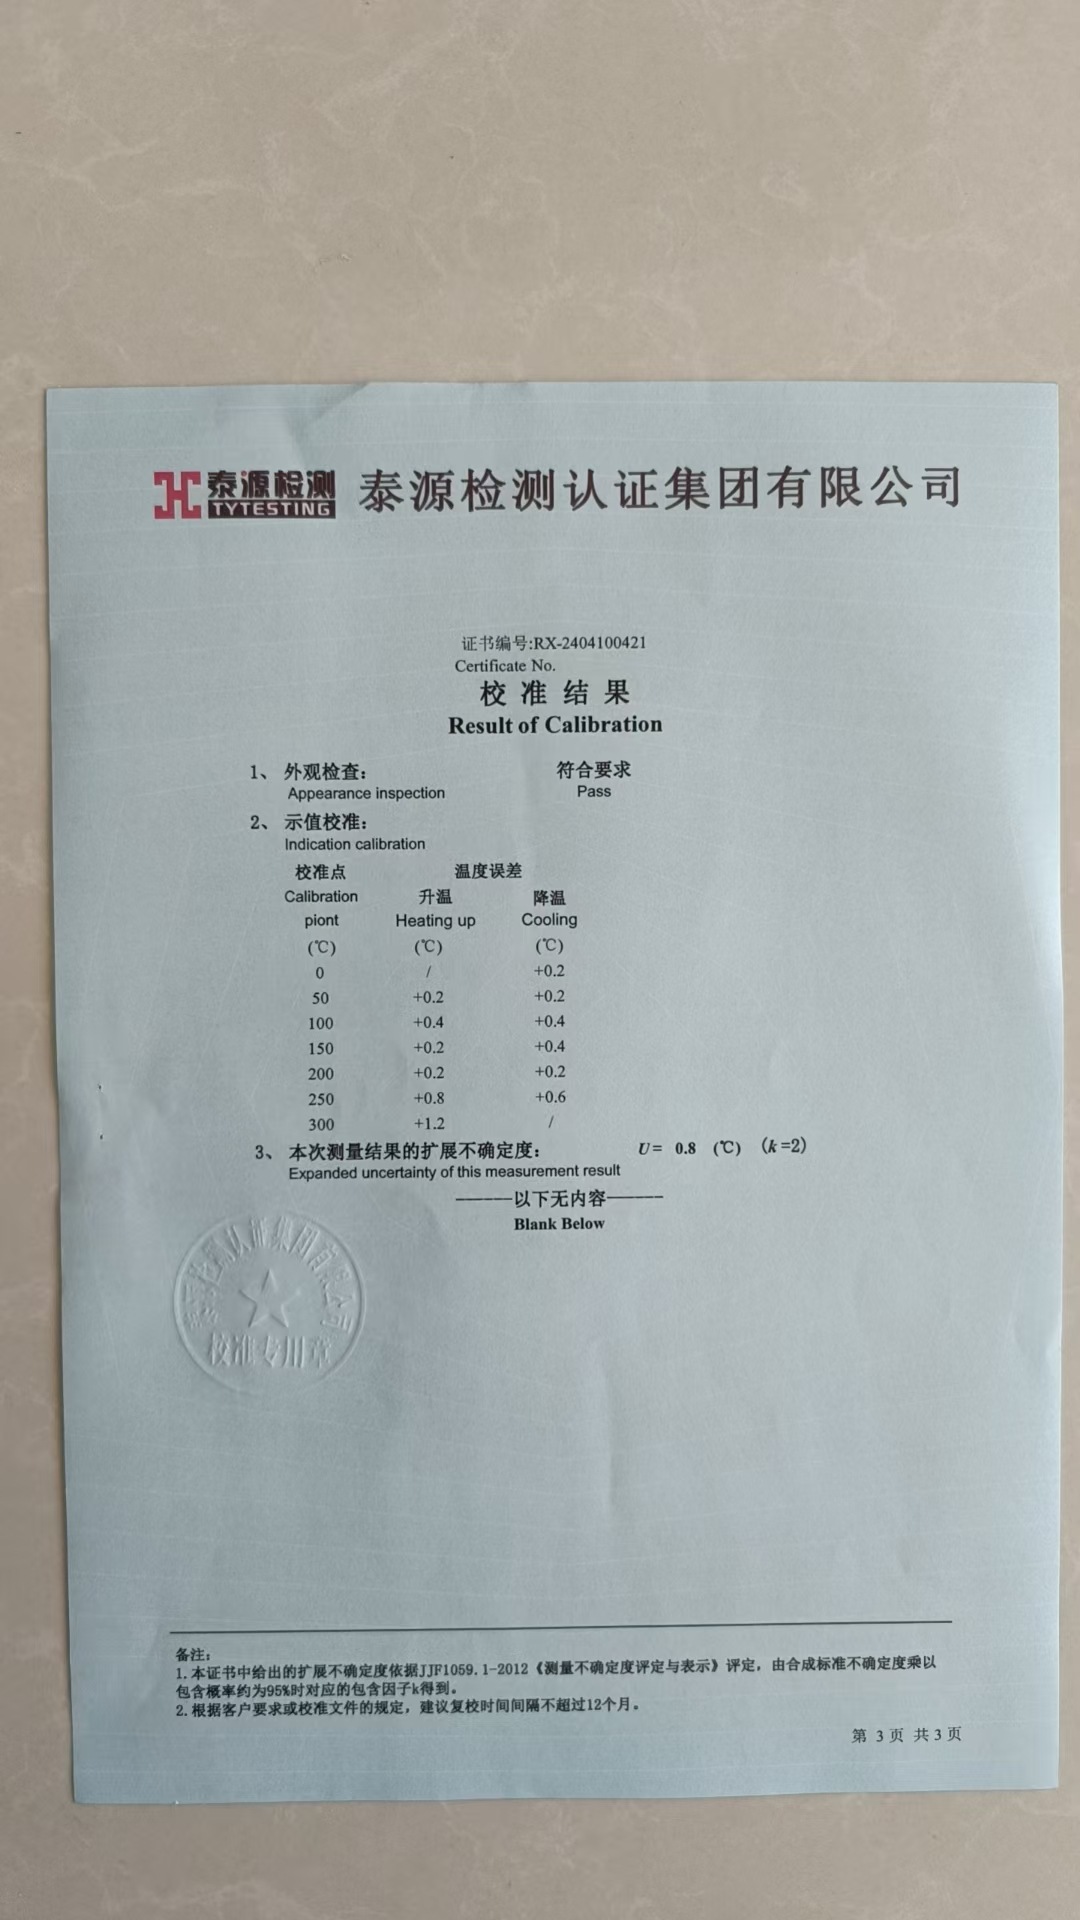 泰源检测 泰源检测认证集团有限公司
TYTESTING
证书编号:RX-2404100421
Certificate No.
校准结果
Result of Calibration
1、 外观检查: 符合要求
Appearance inspection Pass
2、 示值校准:
Indication calibration
校准点 温度误差
Calibration 升温 降温
piont Heating up Cooling
(℃) (℃) (℃)
0 / +0.2
50 +0.2 +0.2
100 +0.4 +0.4
150 +0.2 +0.4
200 +0.2 +0.2
250 +0.8 +0.6
300 +1.2 /
3、 本次测量结果的扩展不确定度: U= 0.8 (℃) (k=2)
Expanded uncertainty of this measurement result
———以下无内容———
Blank Below
泰源检测认证集团有限公司
校准专用章
备注:
1.本证书中给出的扩展不确定度依据JJF1059.1-2012《测量不确定度评定与表示》评定，由合成标准不确定度乘以
包含概率约为95%时对应的包含因子k得到。
2.根据客户要求或校准文件的规定，建议复校时间间隔不超过12个月。
第 3 页 共 3 页